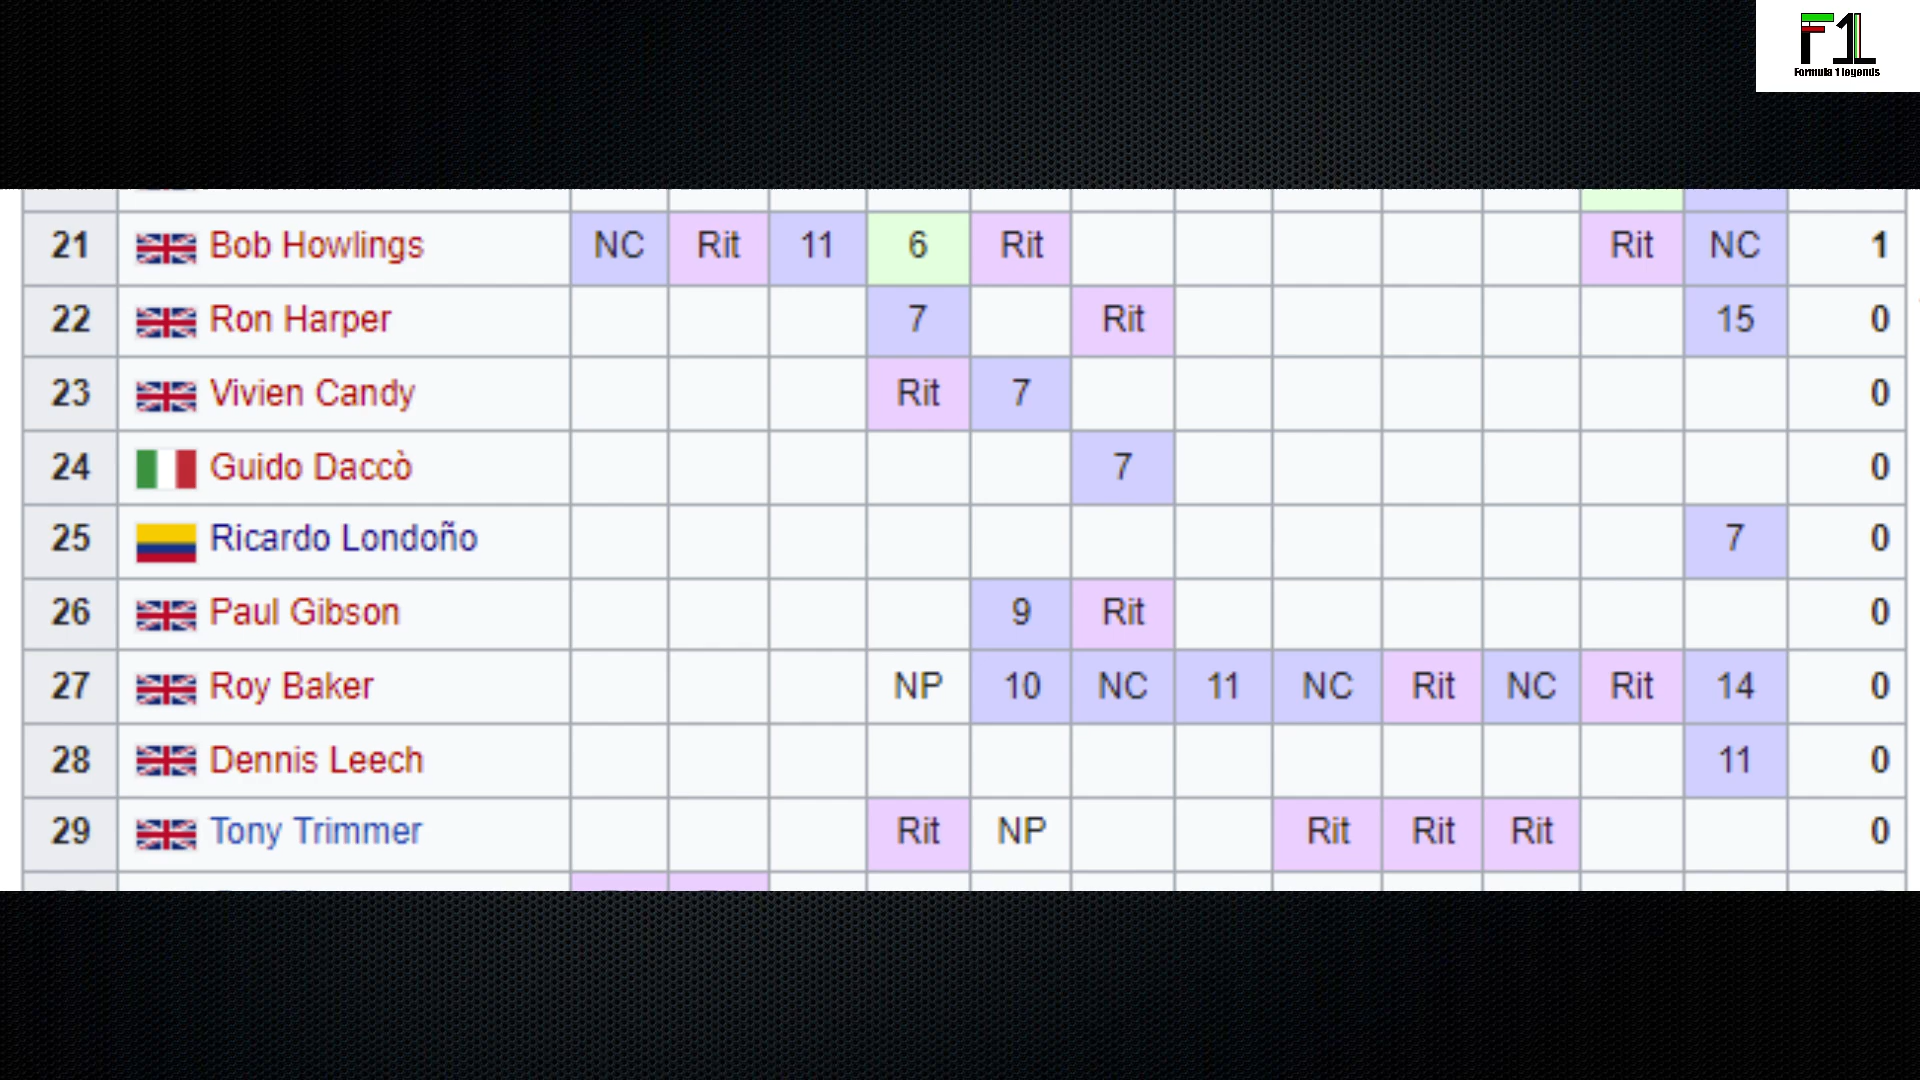 F1L
Formula 1 legends
21 Bob Howlings NC Rit 11 6 Rit Rit NC 1
22 Ron Harper 7 Rit 15 0
23 Vivien Candy Rit 7 0
24 Guido Daccò 7 0
25 Ricardo Londoño 7 0
26 Paul Gibson 9 Rit 0
27 Roy Baker NP 10 NC 11 NC Rit NC Rit 14 0
28 Dennis Leech 11 0
29 Tony Trimmer Rit NP Rit Rit Rit 0